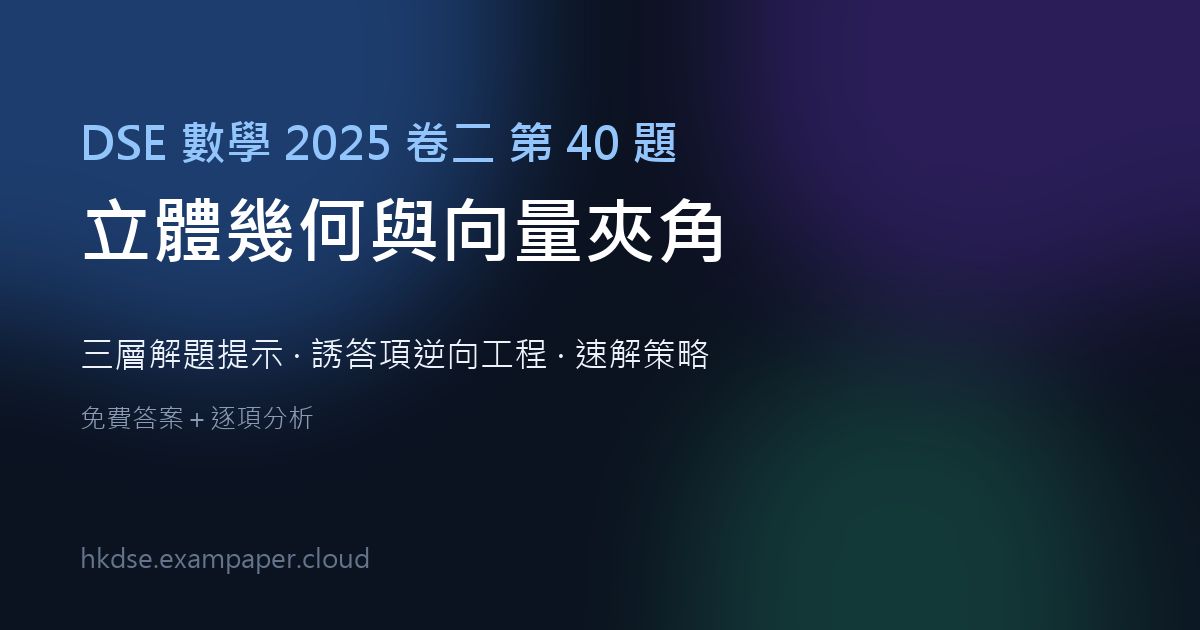 DSE 數學 2025 卷二 第 40 題
立體幾何與向量夾角
三層解題提示 · 誘答項逆向工程 · 速解策略
免費答案 + 逐項分析
hkdse.exampaper.cloud